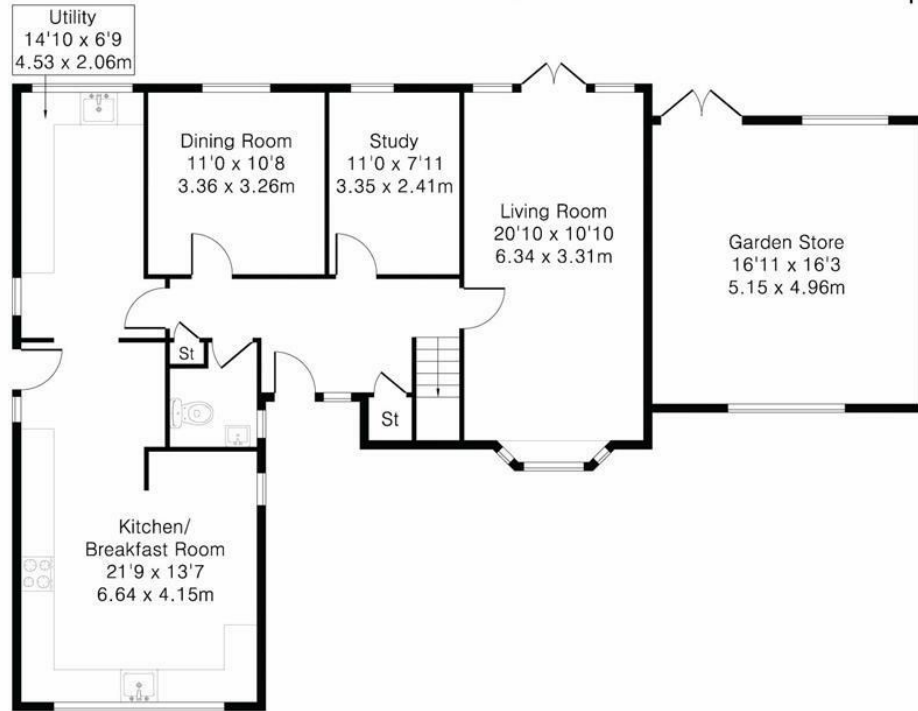 Utility
14'10 x 6'9
4.53 x 2.06m
Dining Room
11'0 x 10'8
3.36 x 3.26m
Study
11'0 x 7'11
3.35 x 2.41m
Living Room
20'10 x 10'10
6.34 x 3.31m
Garden Store
16'11 x 16'3
5.15 x 4.96m
St
St
Kitchen/
Breakfast Room
21'9 x 13'7
6.64 x 4.15m